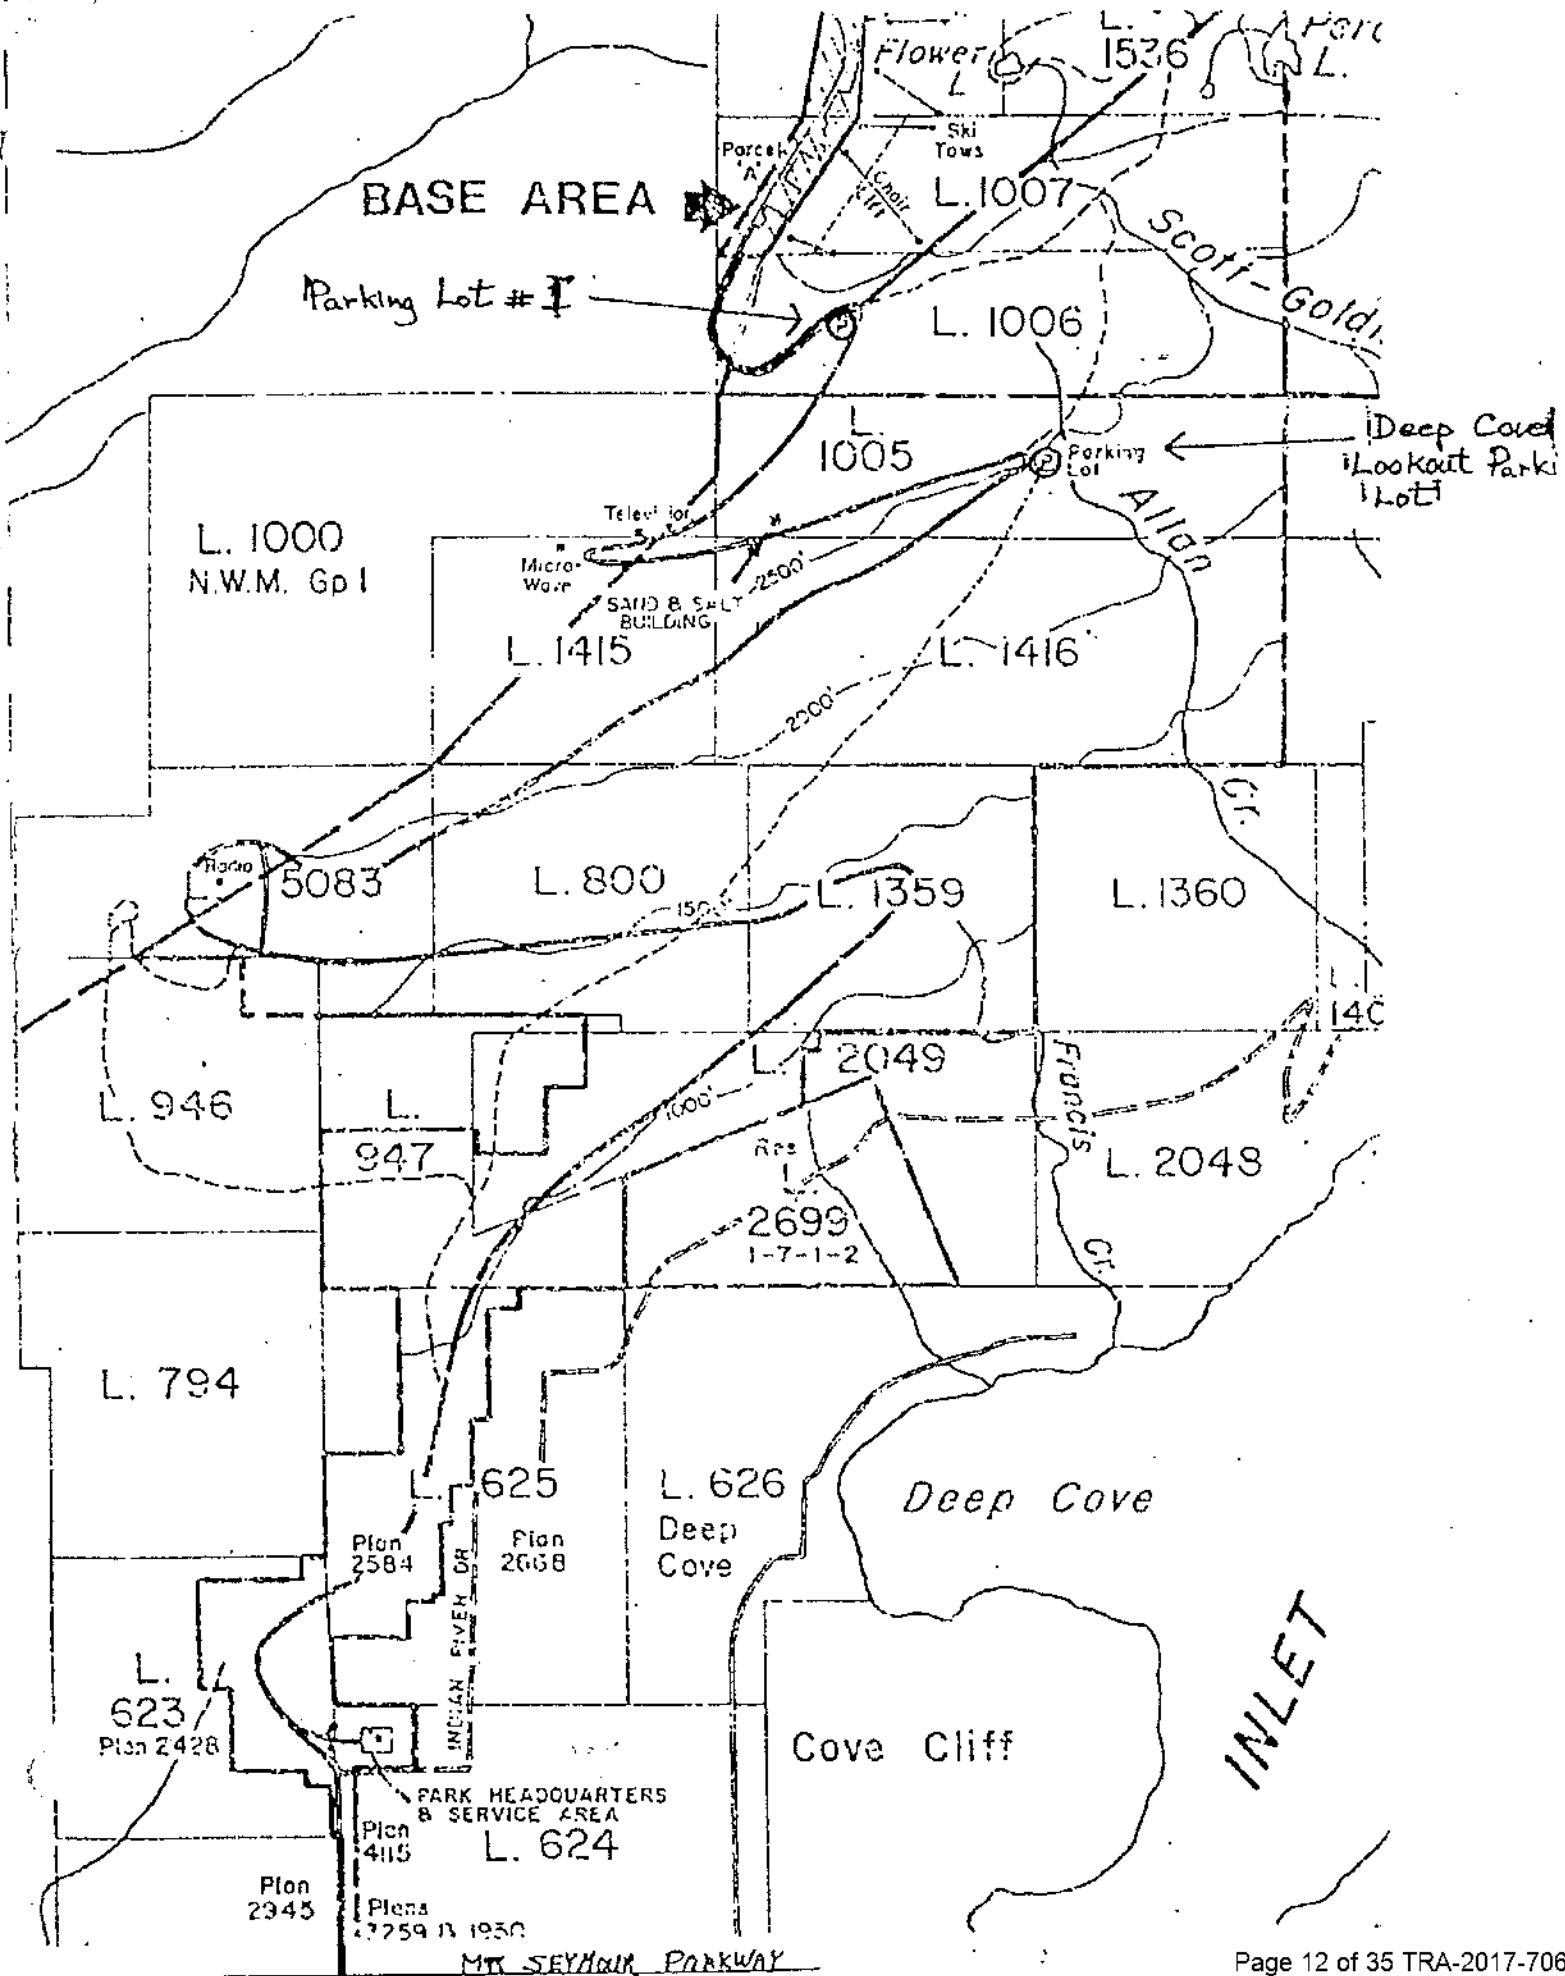 Flower
L
L.
1536
L.
Ski
Tows
Parcel
'A'
Chair
Lift
BASE AREA
L.1007
Scott-Goldi
Parking Lot # I
L. 1006
L.
1005
Parking
Lot
Deep Cove
Lookout Parki
Lot
Allan
L. 1000
N.W.M. Gp 1
Micro-
Wave
2500'
SAND & SALT
BUILDING
L. 1415
L. 1416
2000'
Cr.
Radio
5083
L. 800
L. 1359
L. 1360
L. 946
L.
947
L. 2049
1000'
Francis
Res
L.
2699
1-7-1-2
L. 2048
Cr.
L. 794
L. 625
L. 626
Deep
Cove
Deep Cove
Plan
2584
Plan
2668
INDIAN RIVER DR
INLET
L.
623
Plan 2428
Cove Cliff
PARK HEADQUARTERS
& SERVICE AREA
Plan
4115
L. 624
Plan
2945
Plans
MT SEYMOUR PARKWAY
Page 12 of 35 TRA-2017-706